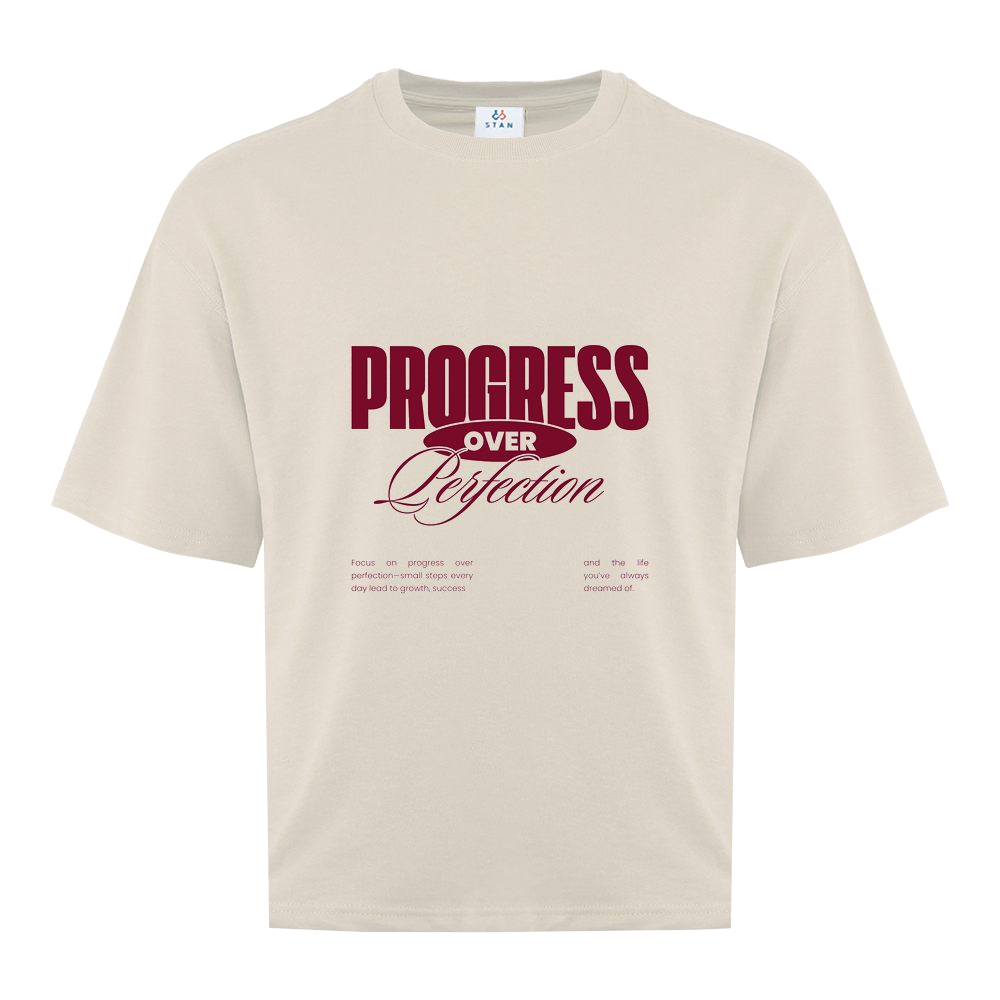 STAN
PROGRESS
OVER
Perfection
Focus on progress over
perfection—small steps every
day lead to growth, success
and the life
you've always
dreamed of.